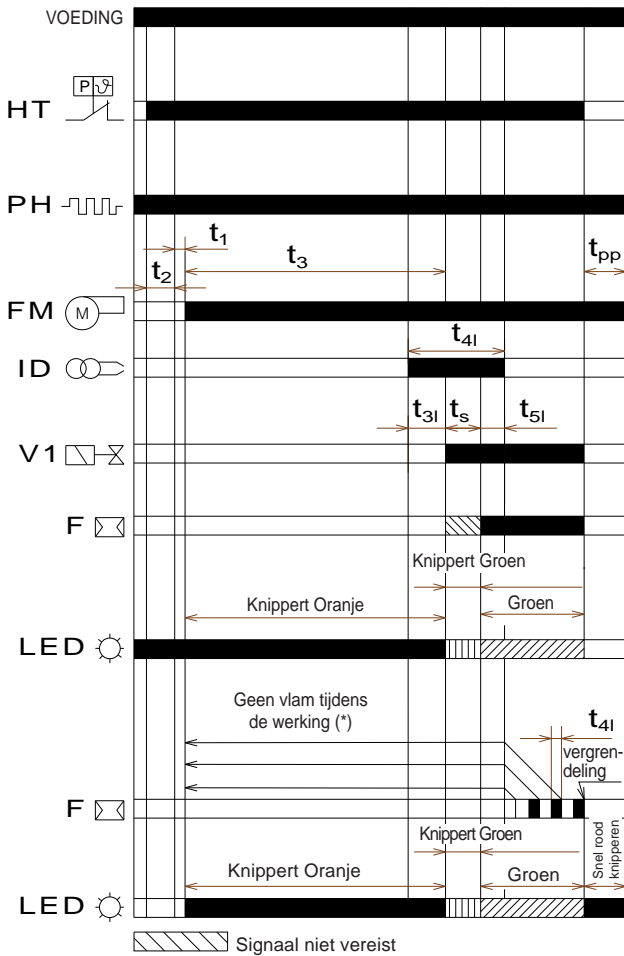 VOEDING
P ϑ
HT
PH
t1
t2
t3
tpp
FM M
t4l
ID
t3l ts t5l
V1
F
Knippert Groen
Knippert Oranje
Groen
LED
Geen vlam tijdens
de werking (*)
t4l
vergren-
deling
F
Knippert Groen
Snel rood
knipperen
Knippert Oranje
Groen
LED
Signaal niet vereist